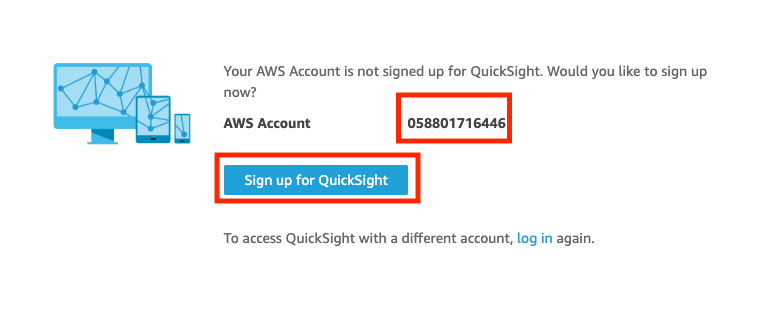 Your AWS Account is not signed up for QuickSight. Would you like to sign up
now?
AWS Account 058801716446
Sign up for QuickSight
To access QuickSight with a different account, log in again.